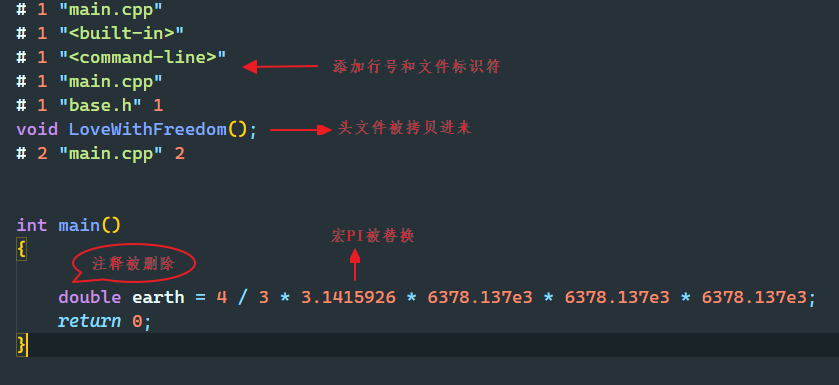 # 1 "main.cpp"
# 1 "<built-in>"
# 1 "<command-line>"
添加行号和文件标识符
# 1 "main.cpp"
# 1 "base.h" 1
void LoveWithFreedom();
头文件被拷贝进来
# 2 "main.cpp" 2
int main()
宏PI被替换
{
注释被删除
double earth = 4 / 3 * 3.1415926 * 6378.137e3 * 6378.137e3 * 6378.137e3;
return 0;
}